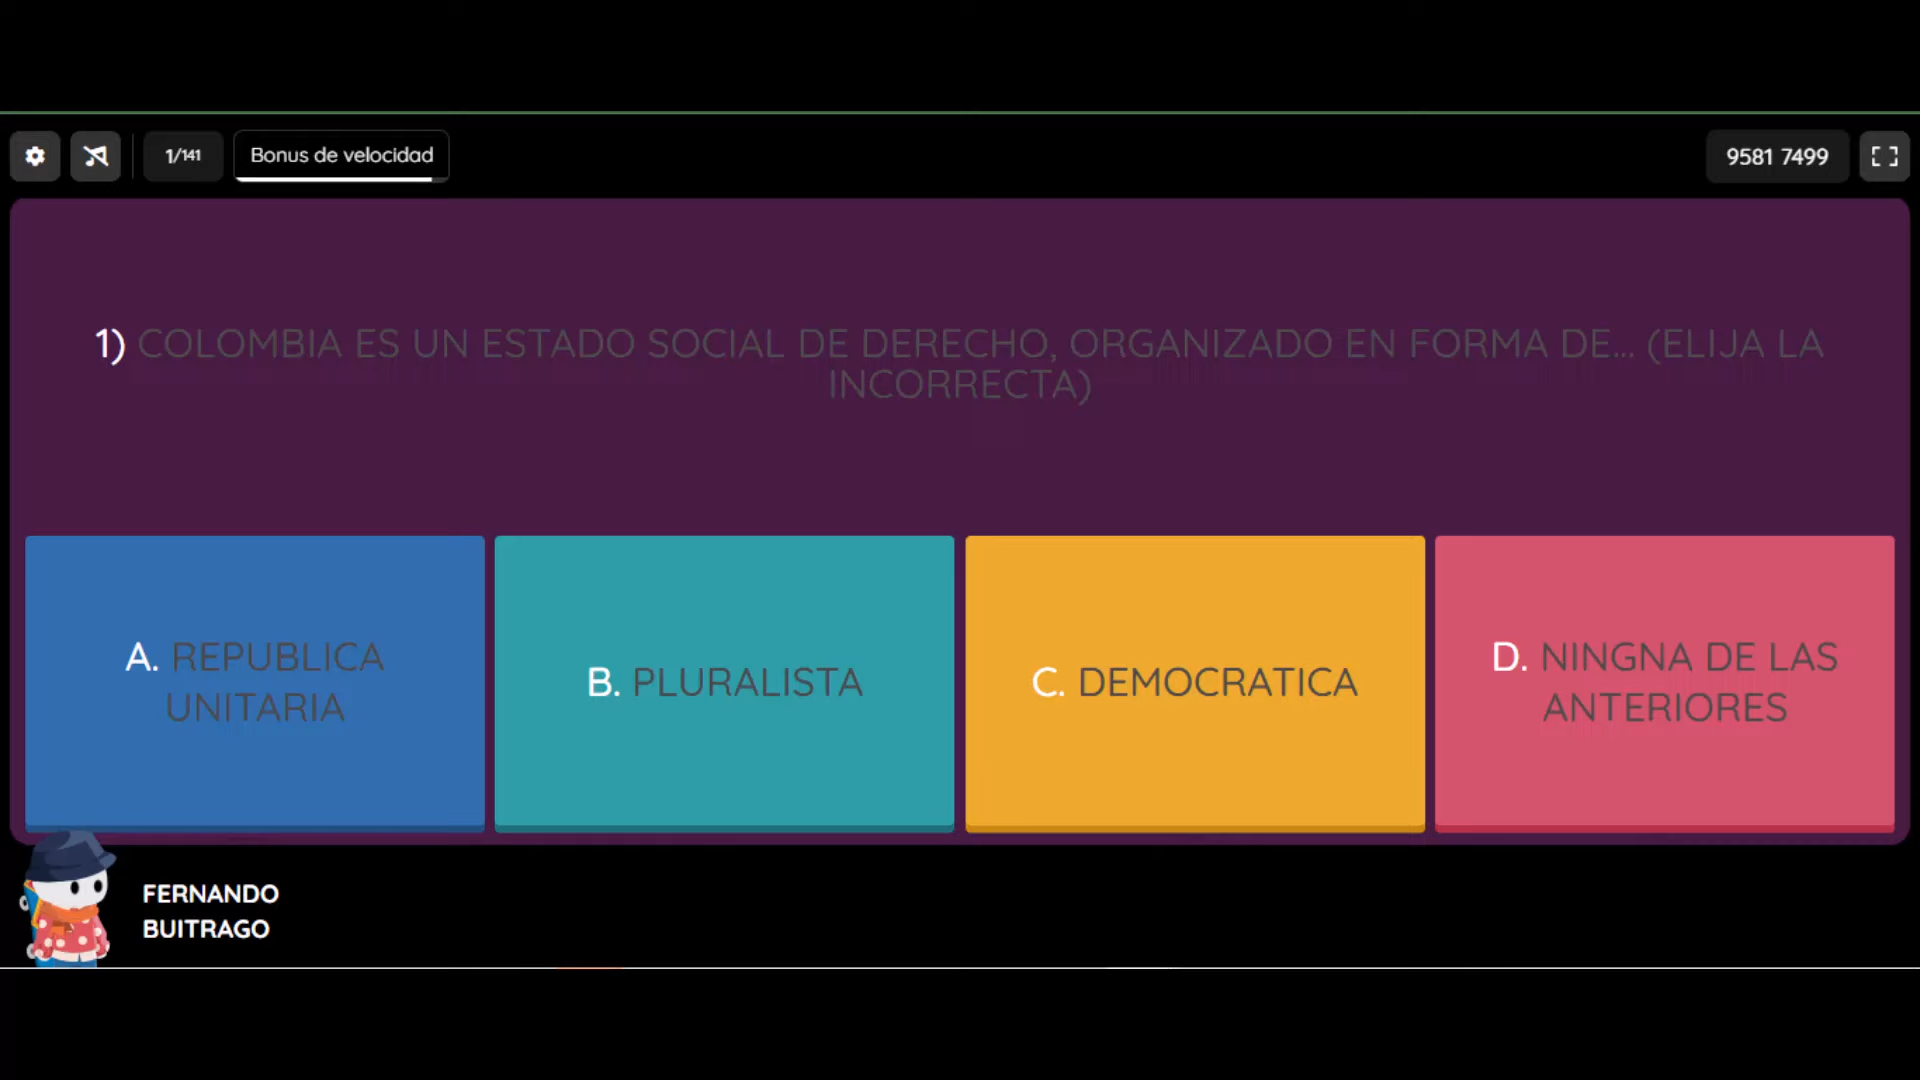 1/141
Bonus de velocidad
9581 7499
1) COLOMBIA ES UN ESTADO SOCIAL DE DERECHO, ORGANIZADO EN FORMA DE... (ELIJA LA
INCORRECTA)
A. REPUBLICA
UNITARIA
B. PLURALISTA
C. DEMOCRATICA
D. NINGNA DE LAS
ANTERIORES
FERNANDO
BUITRAGO